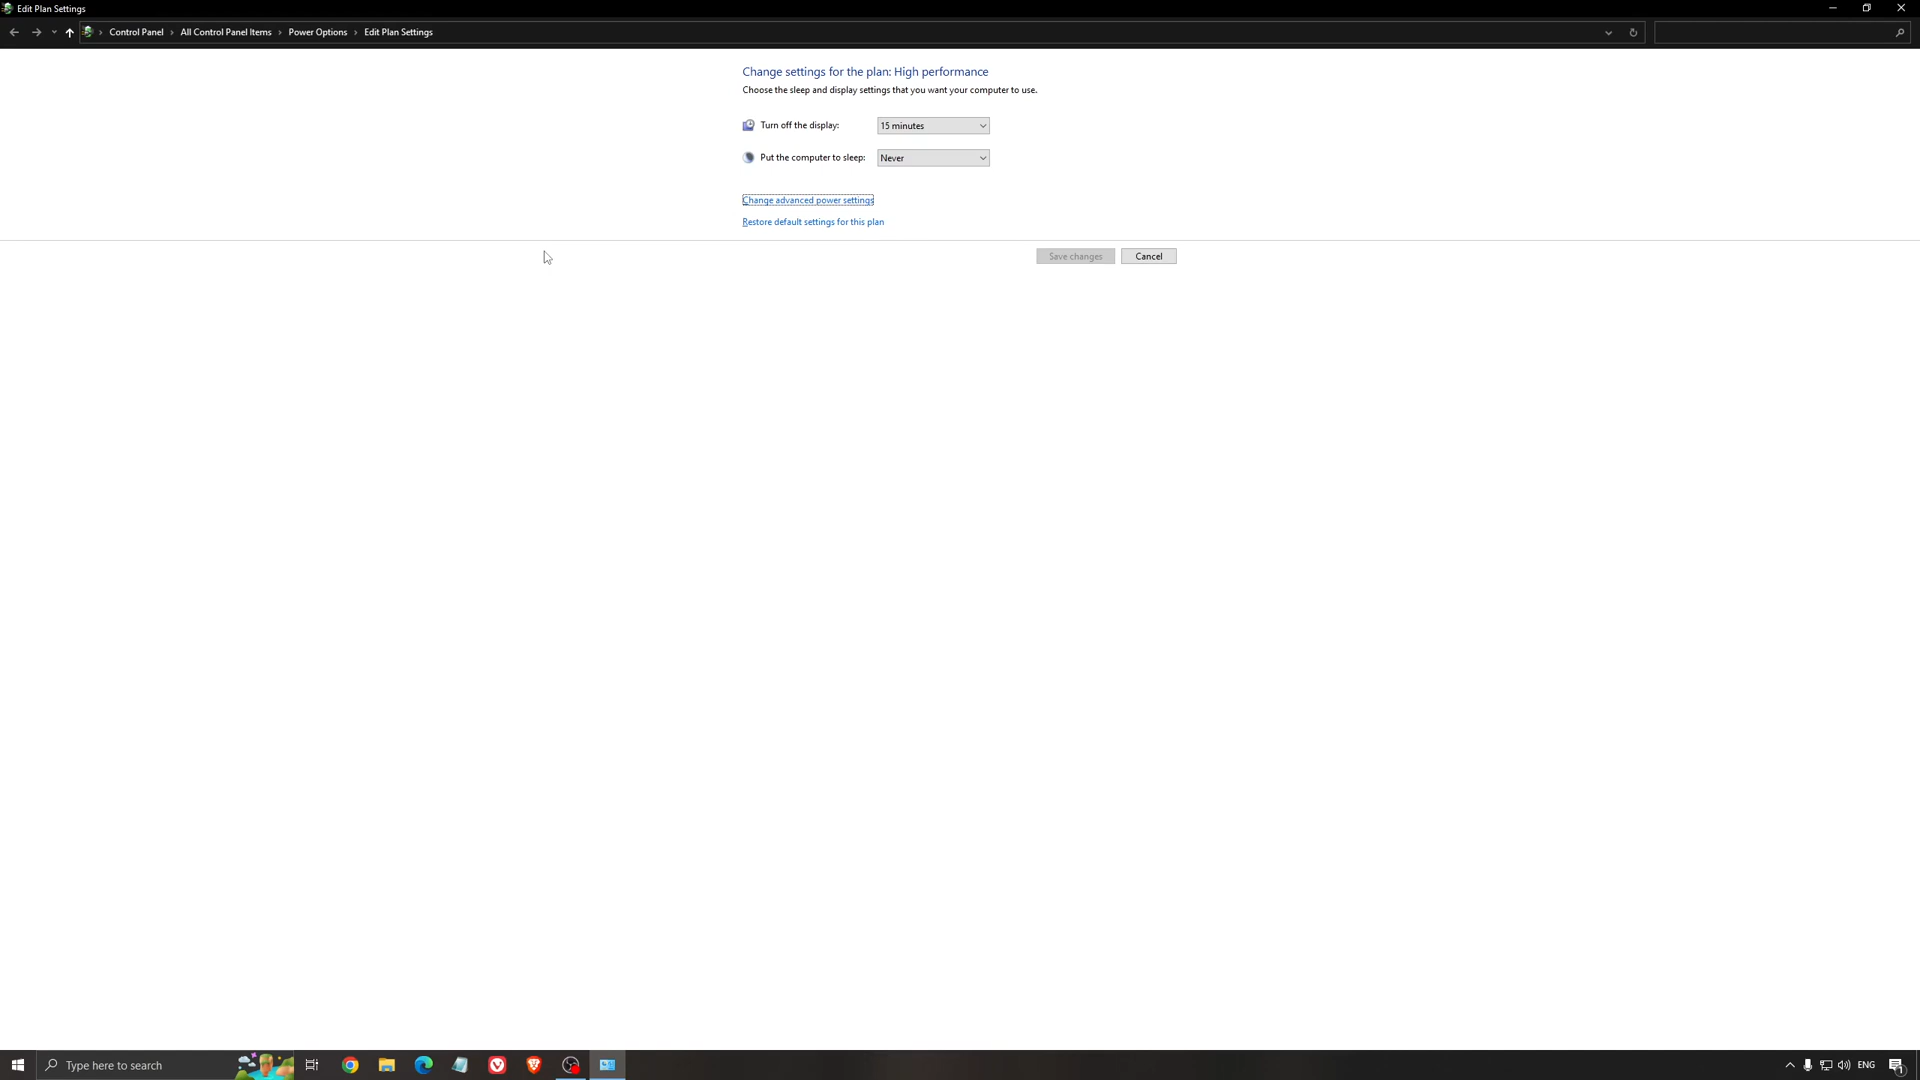 Edit Plan Settings
Control Panel › All Control Panel Items › Power Options › Edit Plan Settings
Change settings for the plan: High performance
Choose the sleep and display settings that you want your computer to use.
Turn off the display: 15 minutes
Put the computer to sleep: Never
Change advanced power settings
Restore default settings for this plan
Save changes Cancel
Type here to search ENG 1